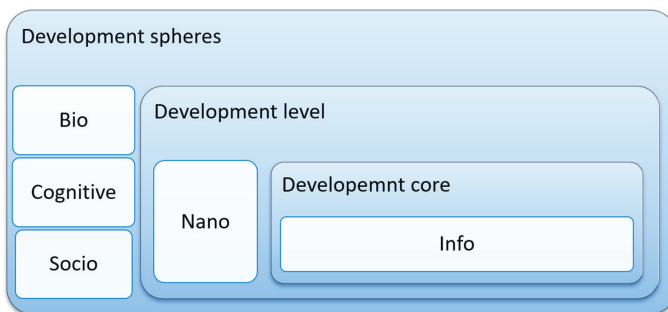 Development spheres
Bio
Development level
Cognitive
Nano
Developemnt core
Info
Socio